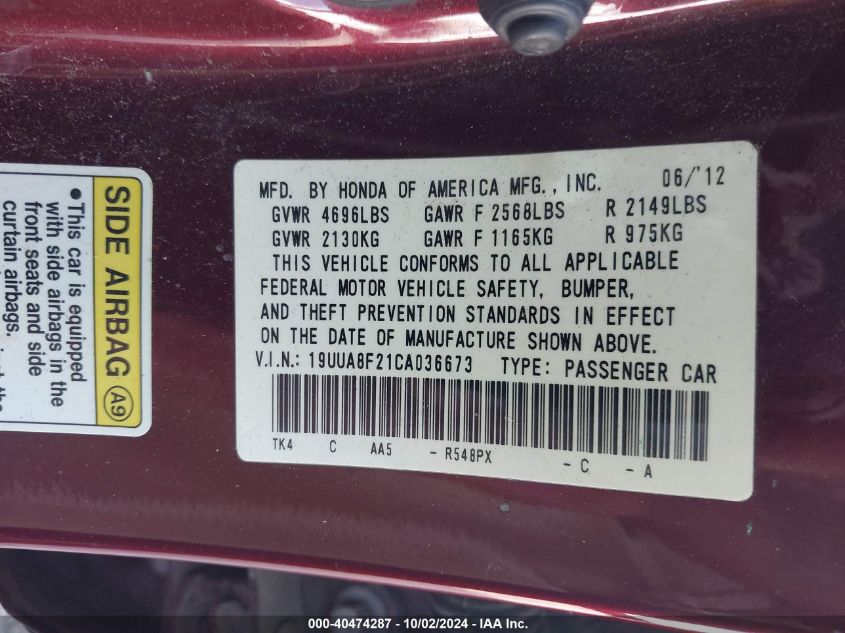 SIDE AIRBAG A9
•This car is equipped
with side airbags in the
front seats and side
curtain airbags.
the
MFD. BY HONDA OF AMERICA MFG., INC. 06/'12
GVWR 4696LBS GAWR F 2568LBS R 2149LBS
GVWR 2130KG GAWR F 1165KG R 975KG
THIS VEHICLE CONFORMS TO ALL APPLICABLE
FEDERAL MOTOR VEHICLE SAFETY, BUMPER,
AND THEFT PREVENTION STANDARDS IN EFFECT
ON THE DATE OF MANUFACTURE SHOWN ABOVE.
V.I.N.: 19UUA8F21CA036673 TYPE: PASSENGER CAR
TK4 C AA5 - R548PX - C - A
000-40474287 - 10/02/2024 - IAA Inc.